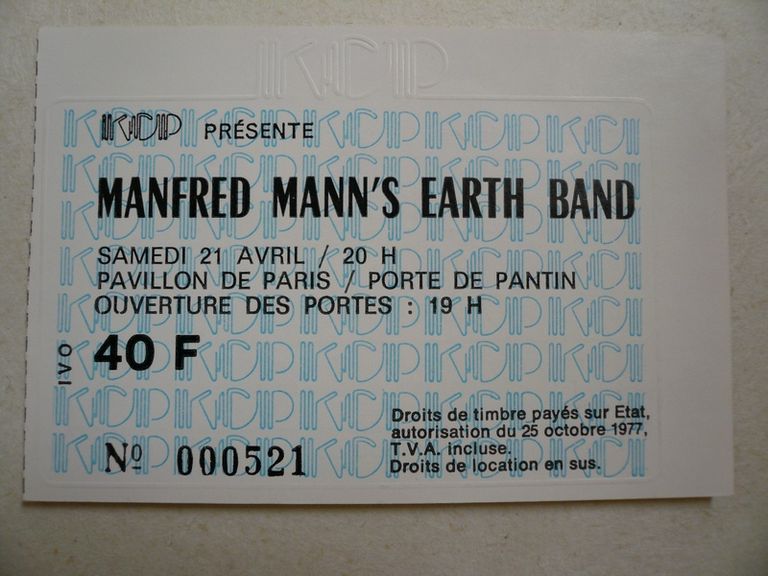 KCP
KCP PRÉSENTE
MANFRED MANN'S EARTH BAND
SAMEDI 21 AVRIL / 20 H
PAVILLON DE PARIS / PORTE DE PANTIN
OUVERTURE DES PORTES : 19 H
IVO
40 F
Droits de timbre payés sur Etat,
autorisation du 25 octobre 1977,
T.V.A. incluse.
Droits de location en sus.
Nº 000521